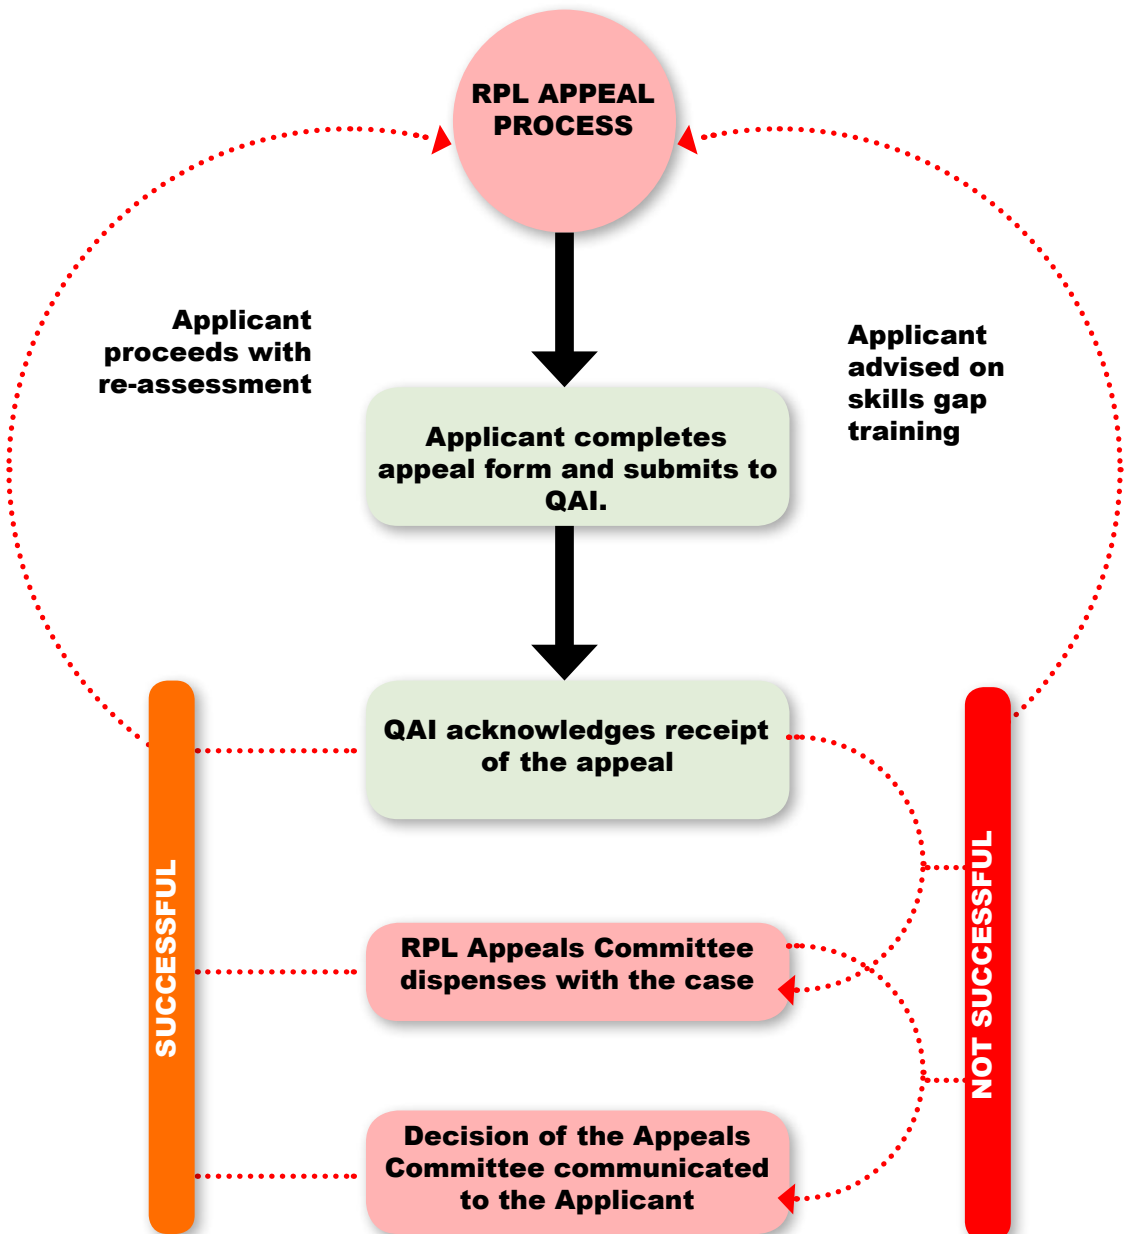 RPL APPEAL
PROCESS
Applicant
proceeds with
re-assessment
Applicant
advised on
skills gap
training
Applicant completes
appeal form and submits to
QAI.
QAI acknowledges receipt
of the appeal
SUCCESSFUL
NOT SUCCESSFUL
RPL Appeals Committee
dispenses with the case
Decision of the Appeals
Committee communicated
to the Applicant